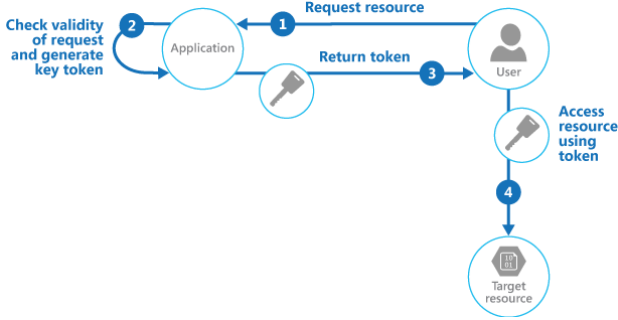 Request resource
1
2
Check validity
of request
and generate
key token
Application
User
Return token
3
Access
resource
using
token
4
10
01
Target
resource